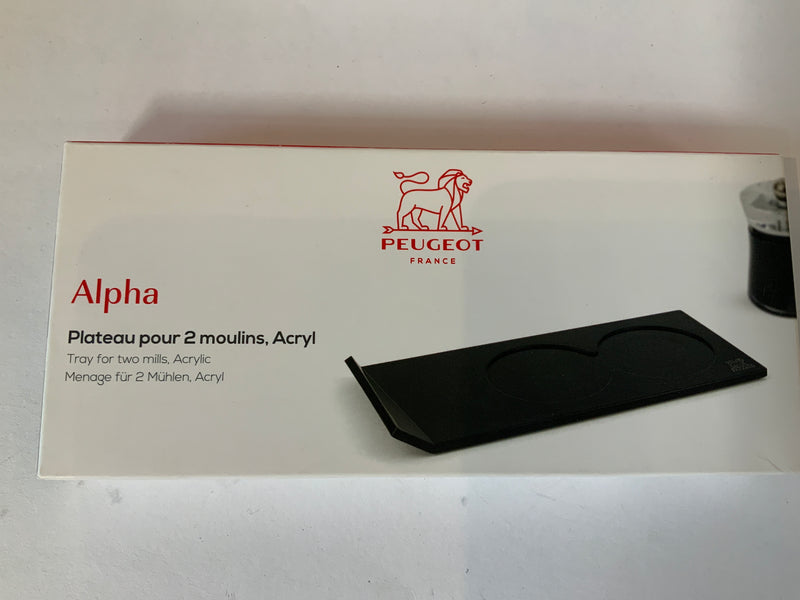 PEUGEOT
FRANCE
Alpha
Plateau pour 2 moulins, Acryl
Tray for two mills, Acrylic
Menage für 2 Mühlen, Acryl